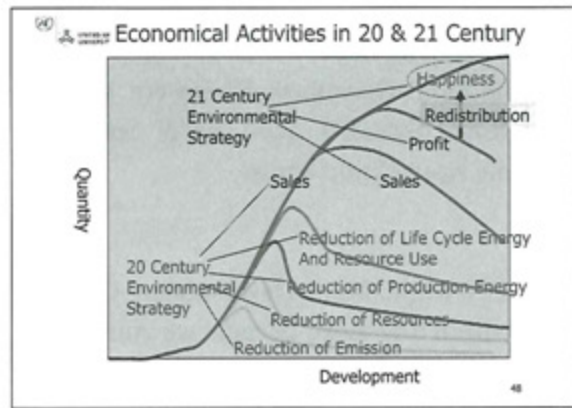 Economical Activities in 20 & 21 Century
Happiness
21 Century
Environmental
Strategy
Redistribution
Profit
Sales
Sales
Quantity
Reduction of Life Cycle Energy
And Resource Use
20 Century
Environmental
Strategy
Reduction of Production Energy
Reduction of Resources
Reduction of Emission
Development
48